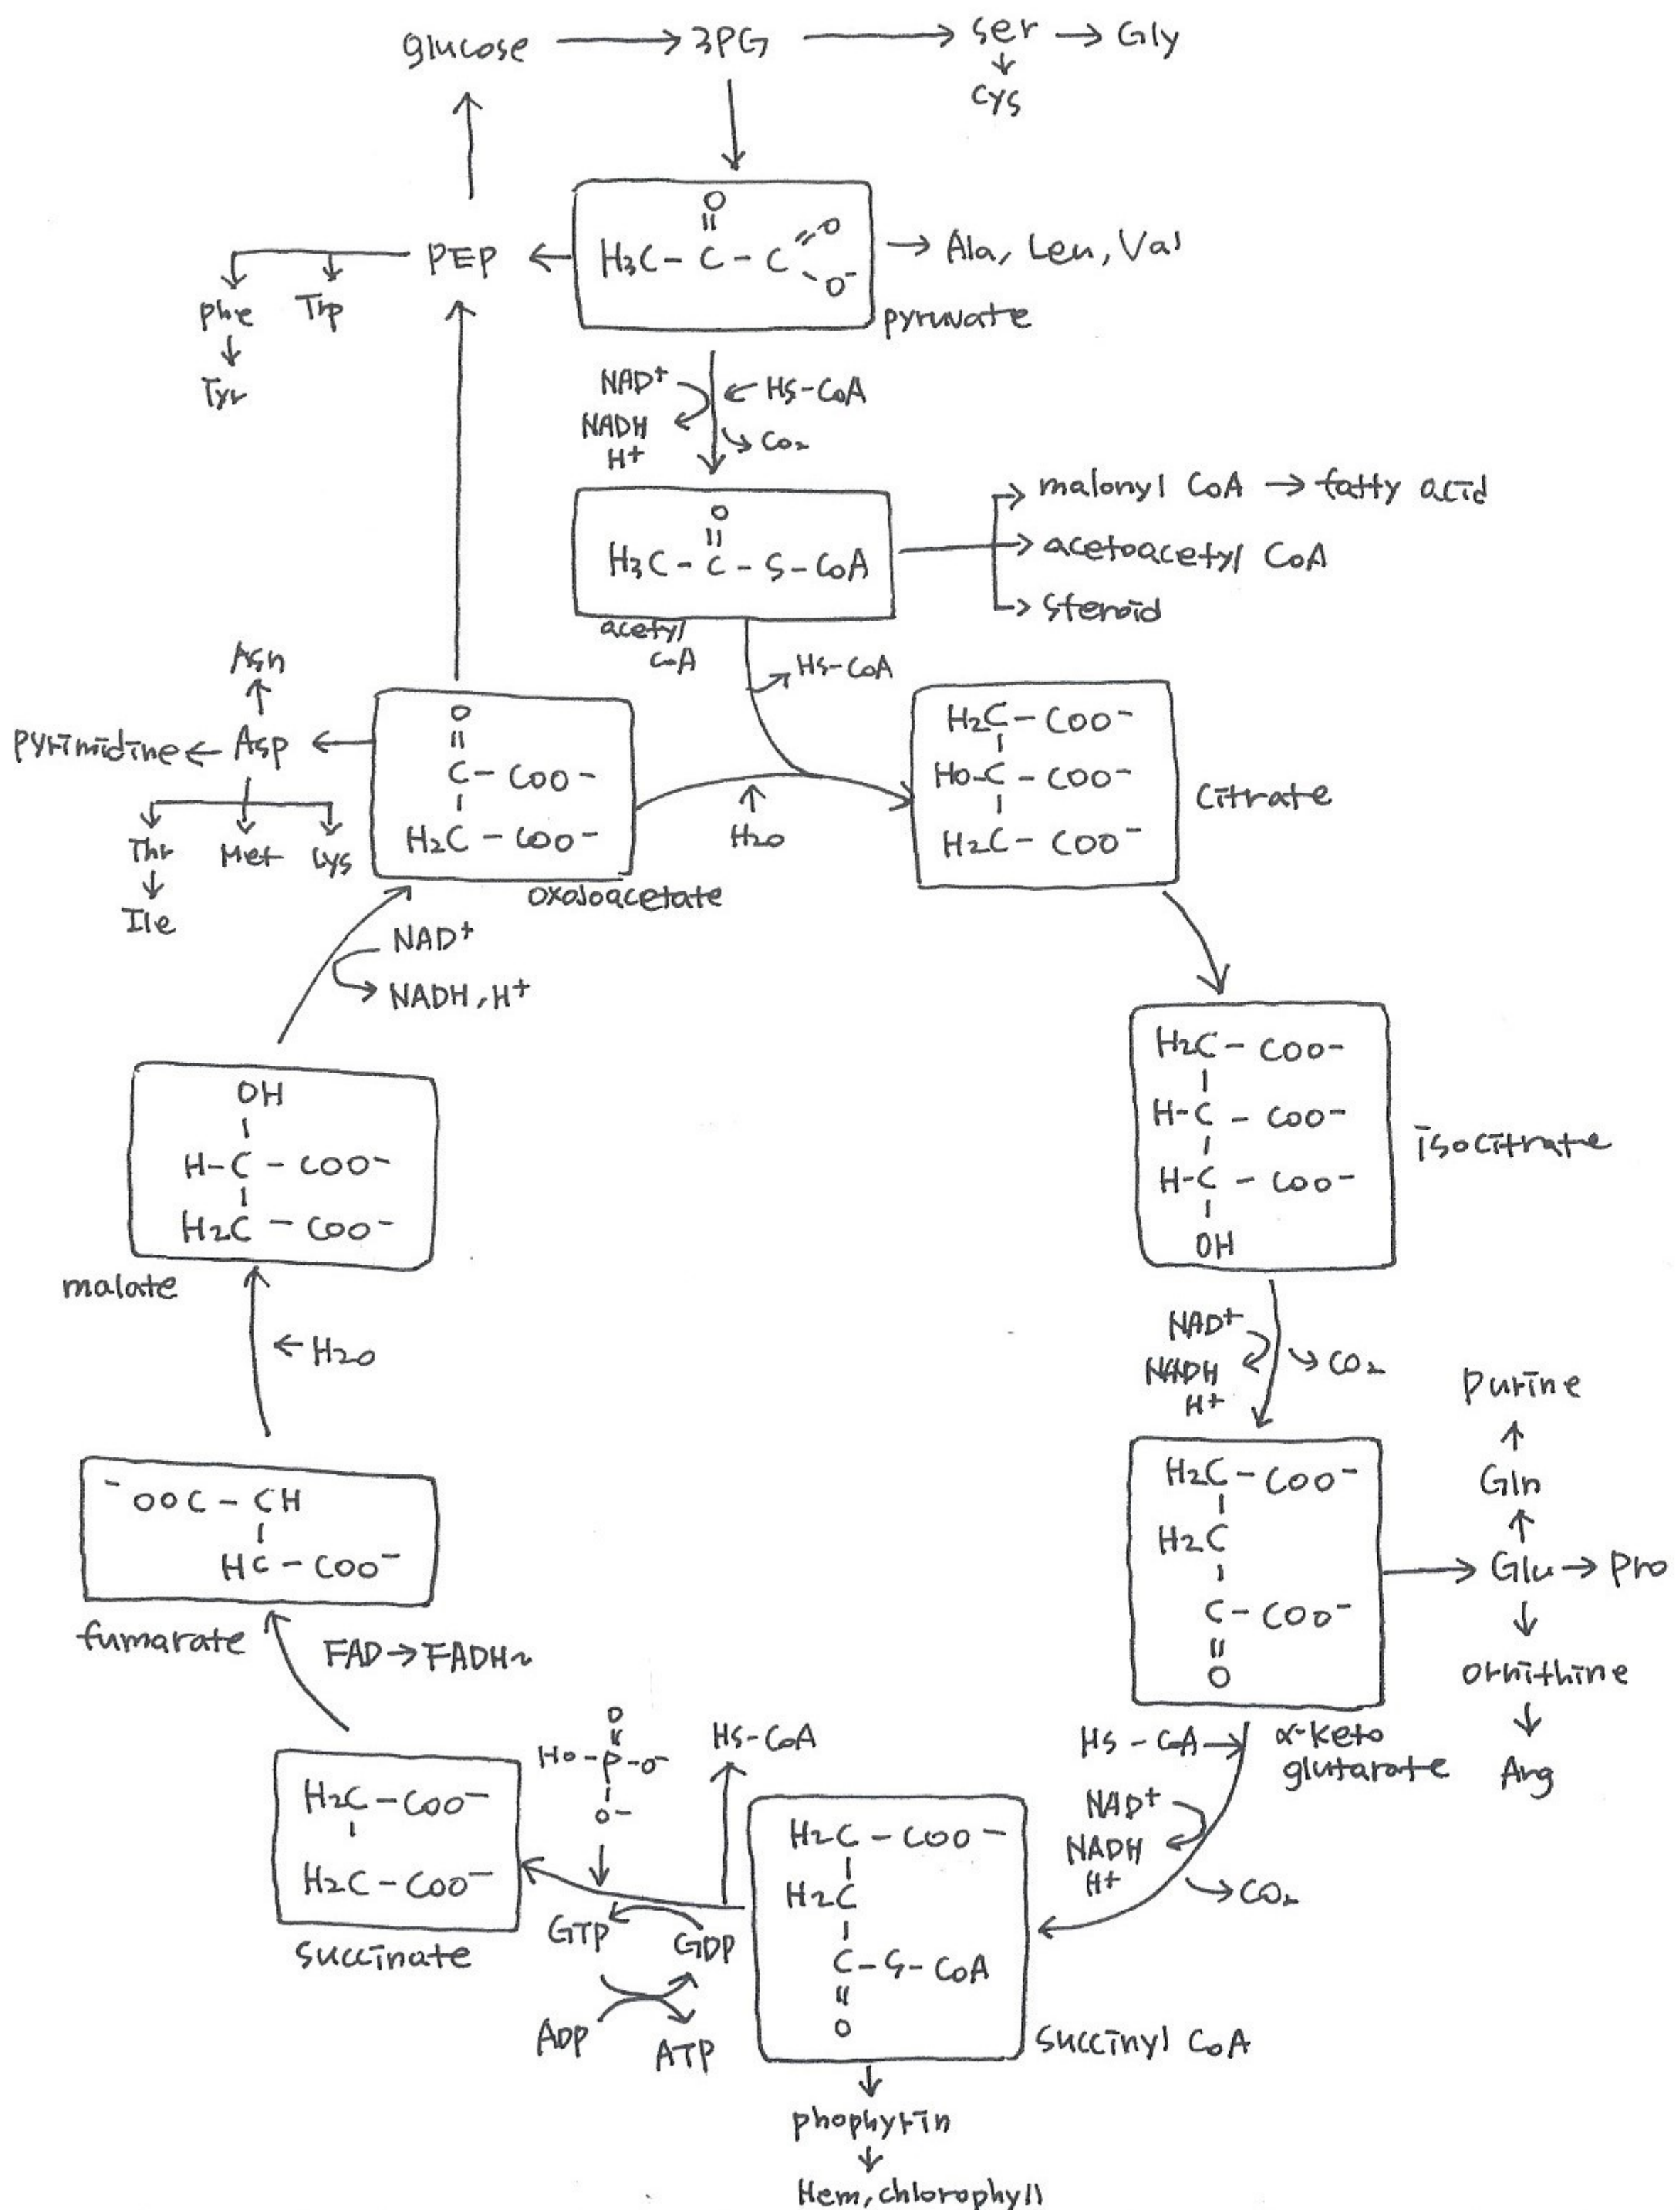 glucose → 3PG → ser → Gly
↓
cys
O
||
H₃C - C - C
O
O⁻
→ Ala, Leu, Val
pyruvate
← PEP
Phe
Trp
↓
Tyr
NAD⁺
NADH
H⁺
← HS-CoA
↘ CO₂
O
||
H₃C - C - S - CoA
acetyl
CoA
→ malonyl CoA → fatty acid
→ acetoacetyl CoA
→ steroid
HS-CoA
Asn
↑
pyrimidine ← Asp ←
Thr Met Lys
↓
Ile
O
||
C - COO -
|
H₂C - COO -
oxoloacetate
↑
H₂O
H₂C - COO -
|
HO-C - COO -
|
H₂C - COO -
citrate
H₂C - COO-
|
H-C - COO-
|
H-C - COO-
|
OH
isocitrate
NAD⁺
NADH
H⁺
↘ CO₂
H₂C - COO⁻
|
H₂C
|
C - COO⁻
||
O
α-keto
glutarate
Purine
↑
Gln
↑
→ Glu → Pro
↓
ornithine
↓
Arg
HS - CoA →
NAD⁺
NADH
H⁺
→ CO₂
H₂C - COO -
|
H₂C
|
C - S - CoA
||
O
succinyl CoA
↓
phophyrin
↓
Hem, chlorophyll
HS-CoA
O
||
HO - P - O⁻
|
O⁻
↓
GTP GDP
ADP ATP
H₂C - COO⁻
|
H₂C - COO⁻
succinate
FAD → FADH₂
⁻OOC - CH
|
HC - COO⁻
fumarate
← H₂O
OH
|
H-C - COO-
|
H₂C - COO-
malate
NAD⁺
NADH, H⁺